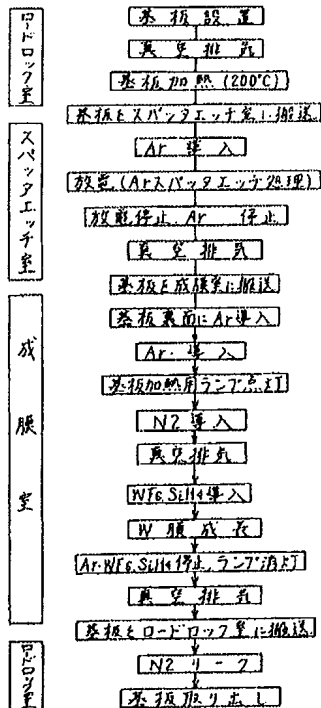 ロードロック室
基板設置
真空排気
基板加熱(200℃)
基板をスパッタエッチ室に搬送
スパッタエッチ室
Ar導入
放電(Arスパッタエッチ処理)
放電停止、Ar 停止
真空排気
基板を成膜室に搬送
成膜室
基板裏面にAr導入
Ar・導入
基板加熱用ランプ点灯
N2導入
真空排気
WF6、SiH4導入
W膜成長
Ar・WF6、SiH4停止、ランプ消灯
真空排気
基板をロードロック室に搬送
ロードロック室
N2リーク
基板取り出し